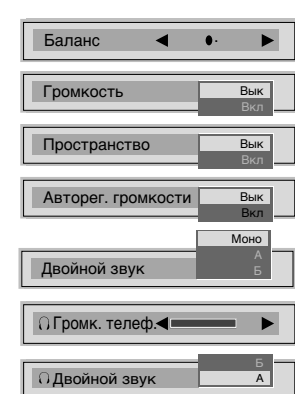 Баланс
Громкость
Вык
Вкл
Пространство
Вык
Вкл
Авторег. громкости
Вык
Вкл
Моно
А
Б
Двойной звук
Громк. телеф.
Б
А
Двойной звук